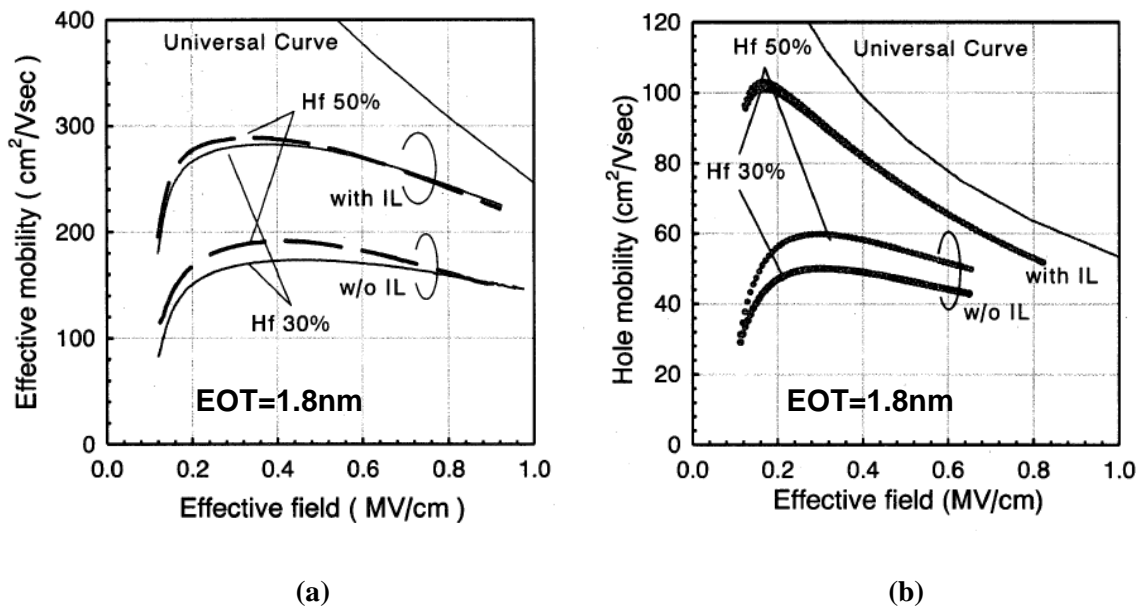 400
300
200
100
0
0.0 0.2 0.4 0.6 0.8 1.0
Effective mobility ( cm²/Vsec)
Effective field ( MV/cm )
Universal Curve
Hf 50%
with IL
w/o IL
Hf 30%
EOT=1.8nm
(a)
120
100
80
60
40
20
0
0.0 0.2 0.4 0.6 0.8 1.0
Hole mobility (cm²/Vsec)
Effective field (MV/cm)
Hf 50%
Universal Curve
Hf 30%
with IL
w/o IL
EOT=1.8nm
(b)